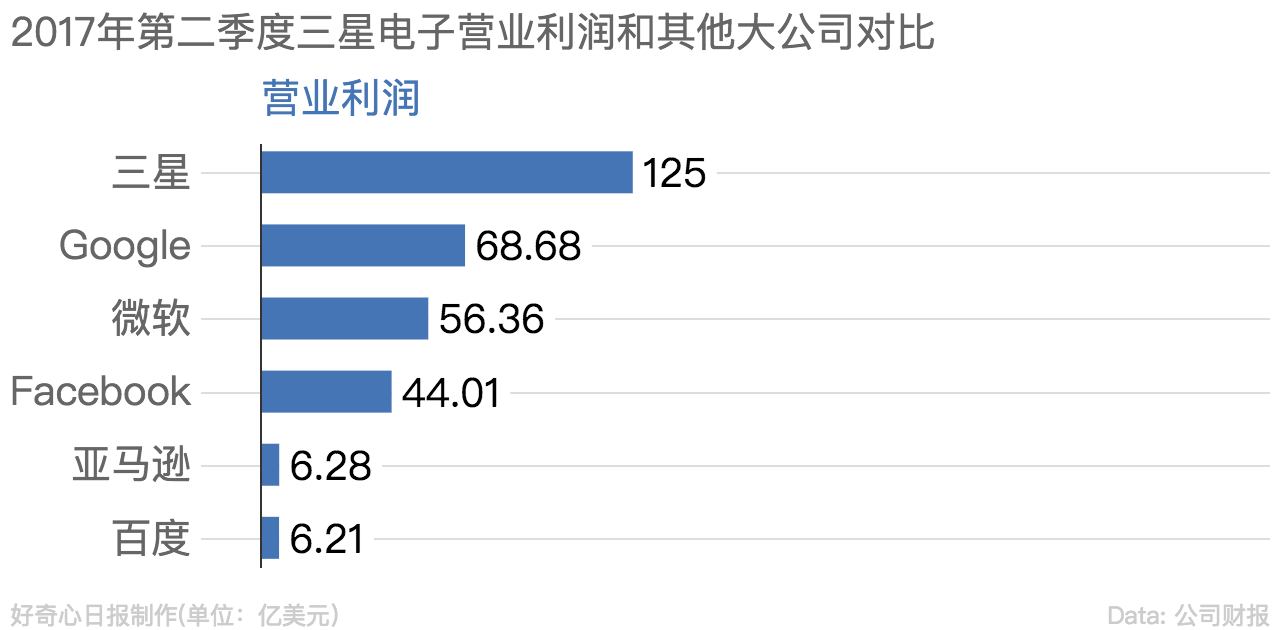 2017年第二季度三星电子营业利润和其他大公司对比
营业利润
三星 125
Google 68.68
微软 56.36
Facebook 44.01
亚马逊 6.28
百度 6.21
好奇心日报制作(单位：亿美元) Data: 公司财报